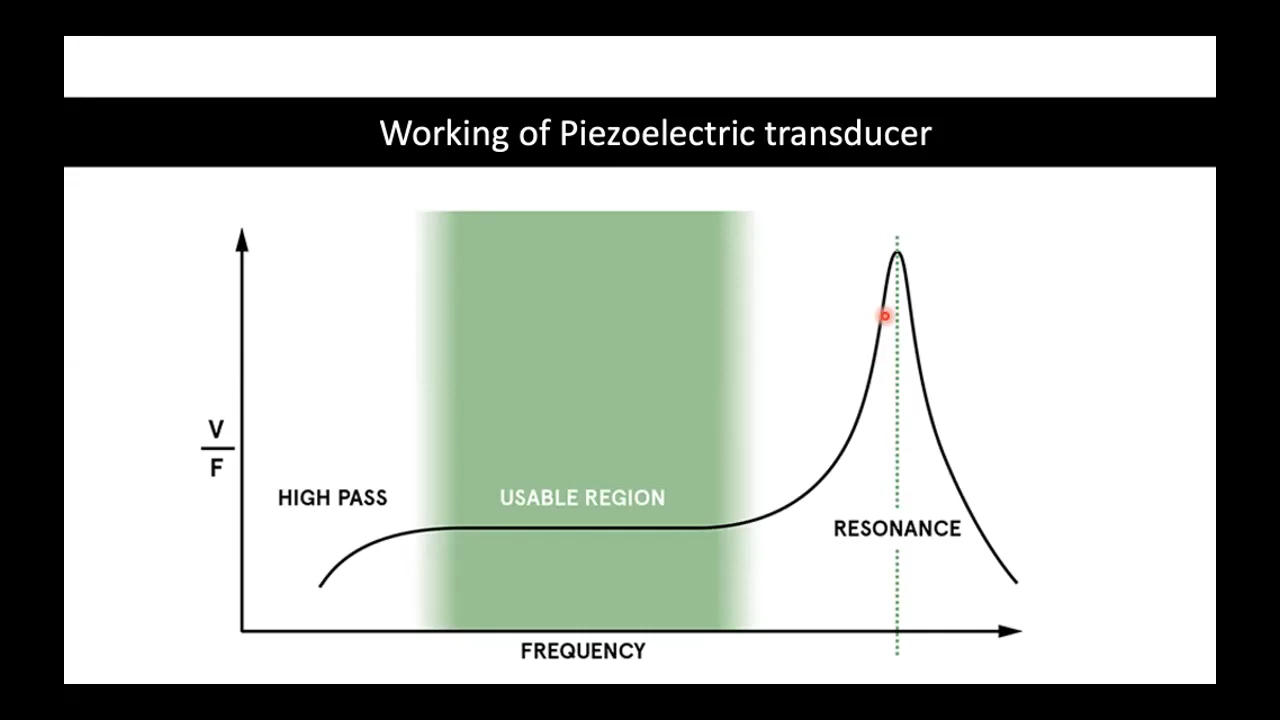 Working of Piezoelectric transducer
V
F
HIGH PASS
USABLE REGION
RESONANCE
FREQUENCY